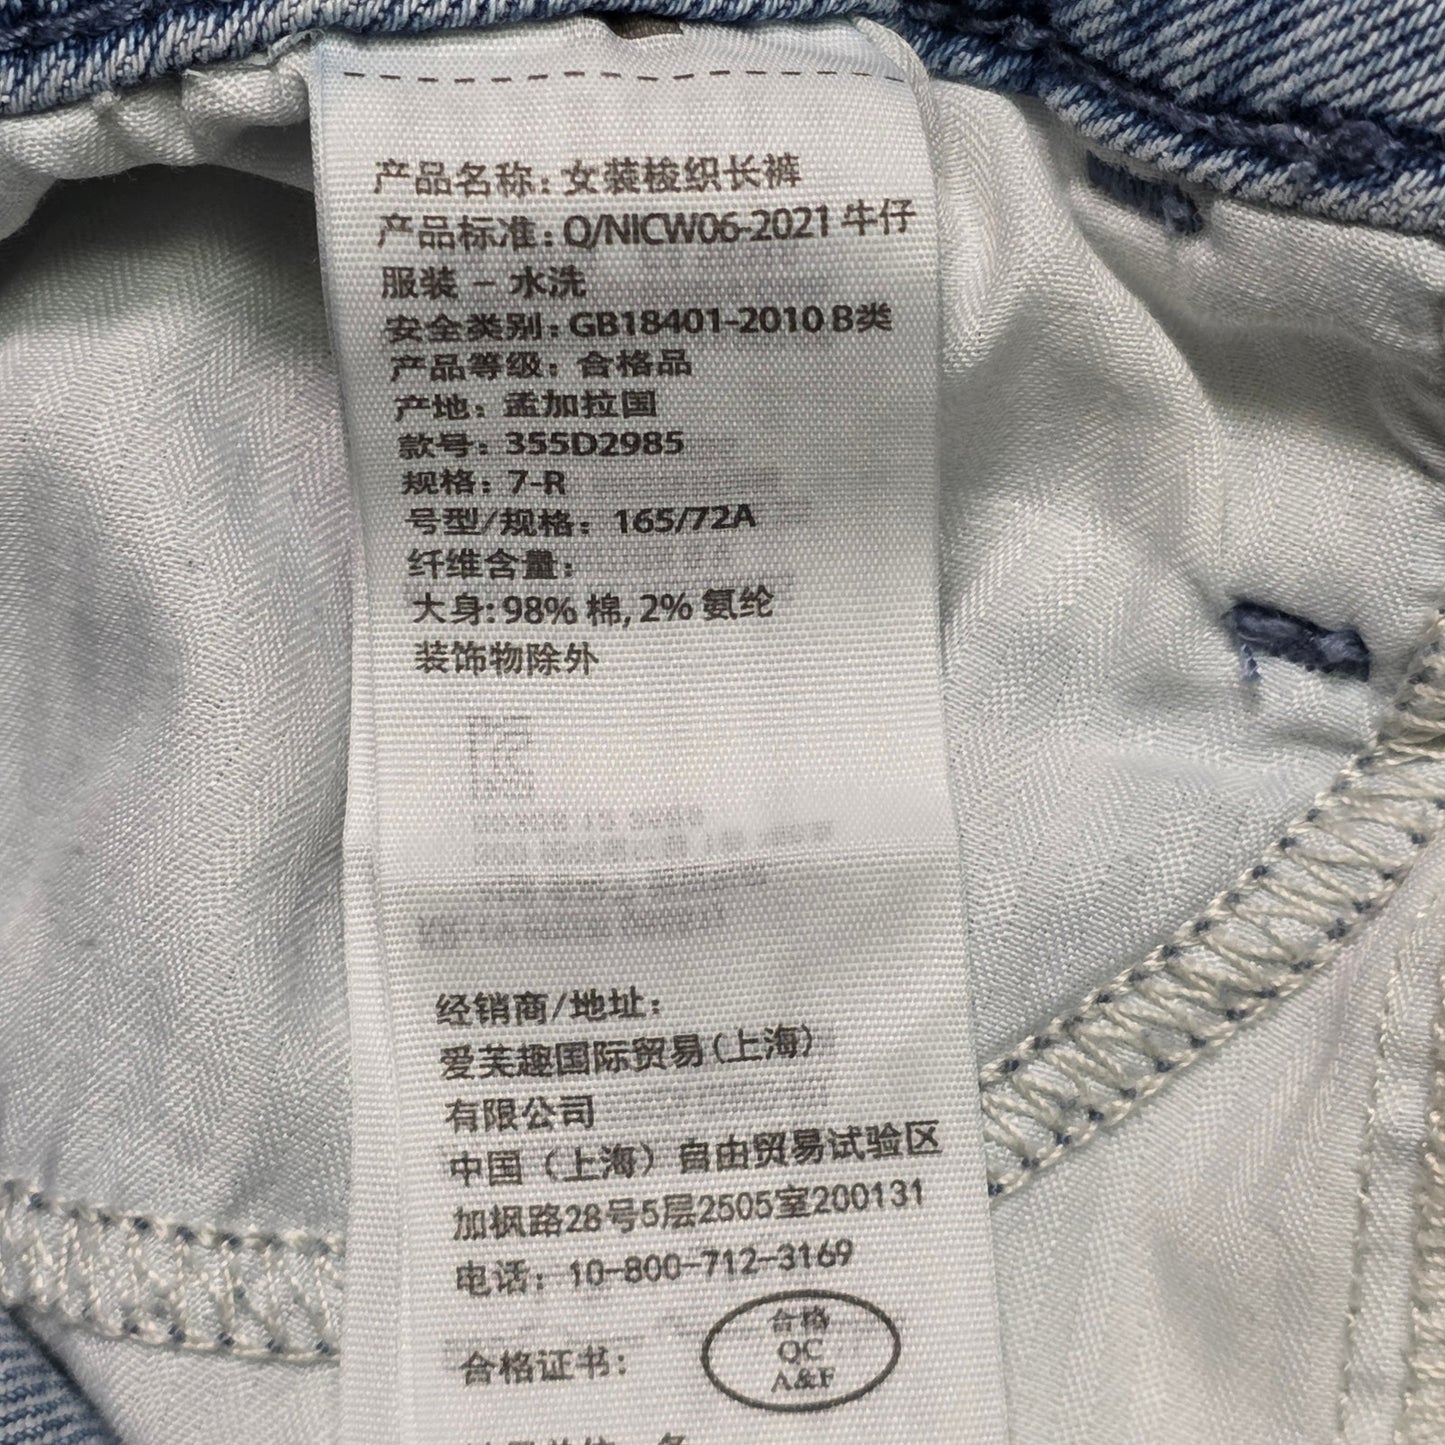 产品名称: 女装梭织长裤
产品标准: Q/NICW06-2021 牛仔
服装 - 水洗
安全类别: GB18401-2010 B类
产品等级: 合格品
产地: 孟加拉国
款号: 355D2985
规格: 7-R
号型/规格: 165/72A
纤维含量:
大身: 98% 棉, 2% 氨纶
装饰物除外
经销商/地址:
爱芙趣国际贸易(上海)
有限公司
中国（上海）自由贸易试验区
加枫路28号5层2505室200131
电话: 10-800-712-3169
合格证书:
合格
QC
A&F